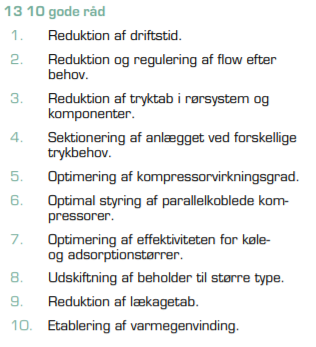 13 10 gode råd
1. Reduktion af driftstid.
2. Reduktion og regulering af flow efter
behov.
3. Reduktion af tryktab i rørsystem og
komponenter.
4. Sektionering af anlægget ved forskellige
trykbehov.
5. Optimering af kompressorvirkningsgrad.
6. Optimal styring af parallelkoblede kom-
pressorer.
7. Optimering af effektiviteten for køle-
og adsorptionstørrer.
8. Udskiftning af beholder til større type.
9. Reduktion af lækagetab.
10. Etablering af varmegenvinding.